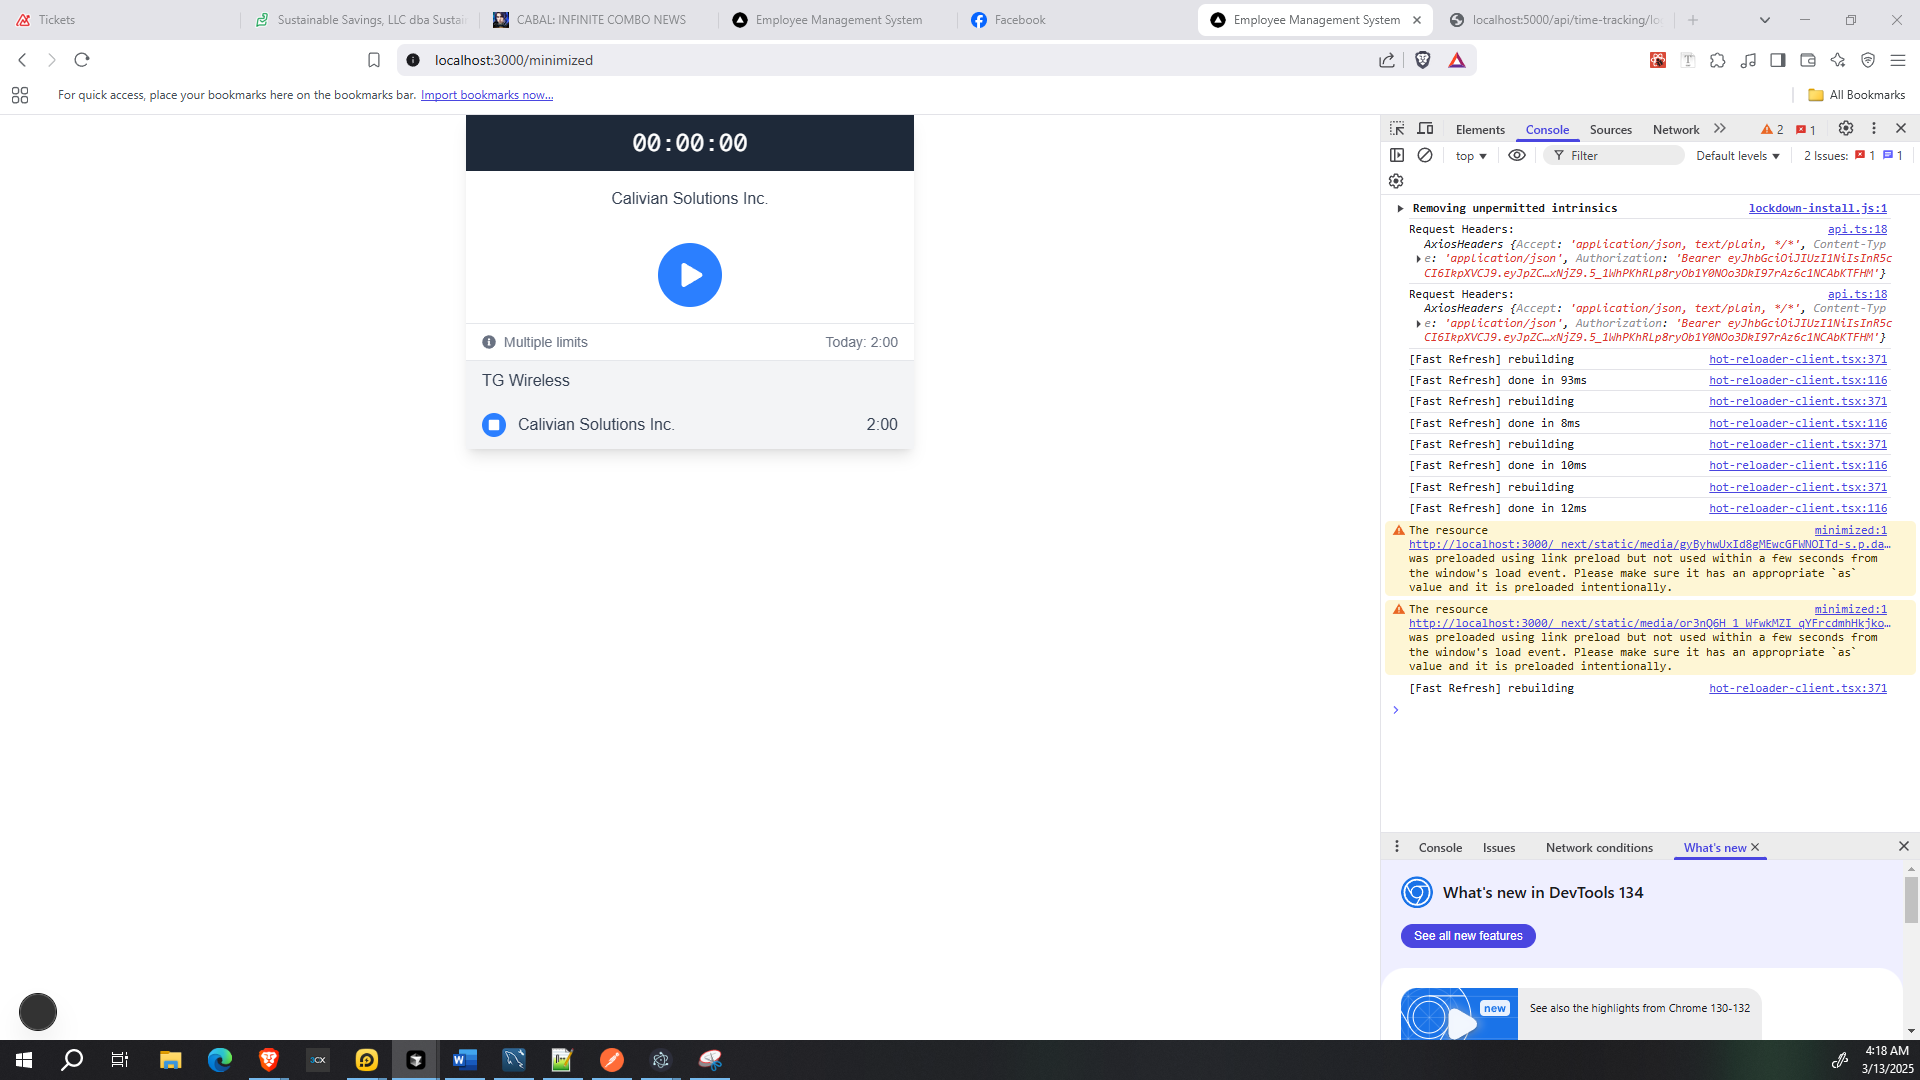 Tickets
Sustainable Savings, LLC dba Sustain
CABAL: INFINITE COMBO NEWS
Employee Management System
Facebook
Employee Management System
localhost:5000/api/time-tracking/lo
localhost:3000/minimized
For quick access, place your bookmarks here on the bookmarks bar. Import bookmarks now...
All Bookmarks
00:00:00
Calivian Solutions Inc.
Multiple limits
Today: 2:00
TG Wireless
Calivian Solutions Inc.
2:00
Elements
Console
Sources
Network
2
1
top
Filter
Default levels
2 Issues:
1
1
Removing unpermitted intrinsics
lockdown-install.js:1
Request Headers:
api.ts:18
AxiosHeaders {Accept: 'application/json, text/plain, */*', Content-Typ
e: 'application/json', Authorization: 'Bearer eyJhbGciOiJIUzI1NiIsInR5c
CI6IkpXVCJ9.eyJpZC…xNjZ9.5_1WhPKhRLp8ryOb1Y0NOo3DkI97rAz6c1NCAbKTFHM'}
Request Headers:
api.ts:18
AxiosHeaders {Accept: 'application/json, text/plain, */*', Content-Typ
e: 'application/json', Authorization: 'Bearer eyJhbGciOiJIUzI1NiIsInR5c
CI6IkpXVCJ9.eyJpZC…xNjZ9.5_1WhPKhRLp8ryOb1Y0NOo3DkI97rAz6c1NCAbKTFHM'}
[Fast Refresh] rebuilding
hot-reloader-client.tsx:371
[Fast Refresh] done in 93ms
hot-reloader-client.tsx:116
[Fast Refresh] rebuilding
hot-reloader-client.tsx:371
[Fast Refresh] done in 8ms
hot-reloader-client.tsx:116
[Fast Refresh] rebuilding
hot-reloader-client.tsx:371
[Fast Refresh] done in 10ms
hot-reloader-client.tsx:116
[Fast Refresh] rebuilding
hot-reloader-client.tsx:371
[Fast Refresh] done in 12ms
hot-reloader-client.tsx:116
The resource
minimized:1
http://localhost:3000/_next/static/media/gyByhwUxId8gMEwcGFWNOITd-s.p.da…
was preloaded using link preload but not used within a few seconds from
the window's load event. Please make sure it has an appropriate `as`
value and it is preloaded intentionally.
The resource
minimized:1
http://localhost:3000/_next/static/media/or3nQ6H_1_WfwkMZI_qYFrcdmhHkjko…
was preloaded using link preload but not used within a few seconds from
the window's load event. Please make sure it has an appropriate `as`
value and it is preloaded intentionally.
[Fast Refresh] rebuilding
hot-reloader-client.tsx:371
Console
Issues
Network conditions
What's new
What's new in DevTools 134
See all new features
new
See also the highlights from Chrome 130-132
3CX
4:18 AM
3/13/2025